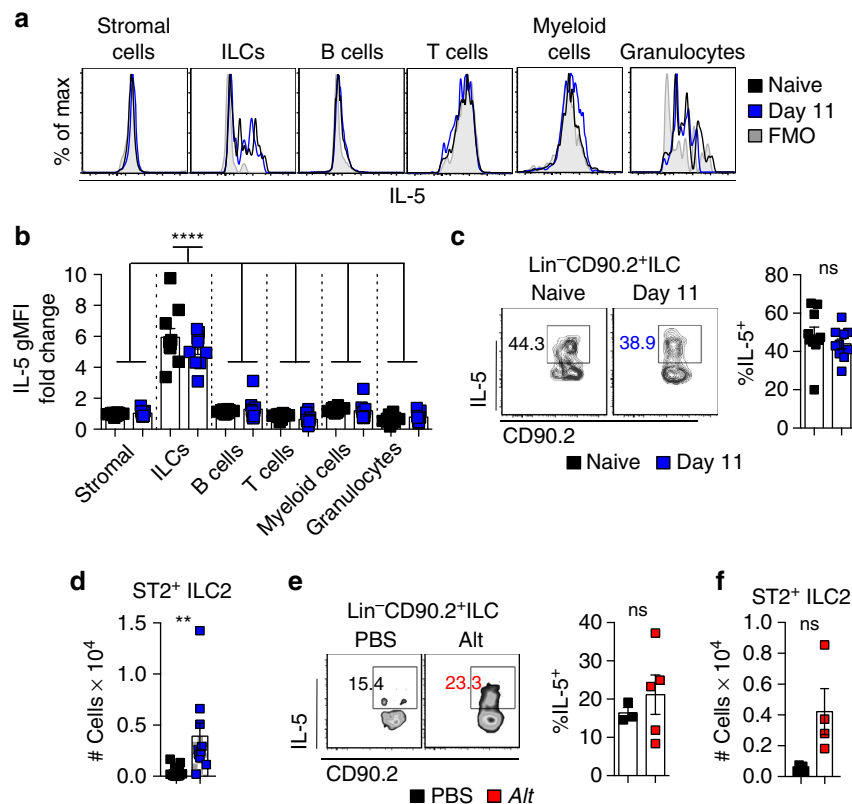 a
Stromal cells
ILCs
B cells
T cells
Myeloid cells
Granulocytes
% of max
IL-5
Naive
Day 11
FMO
b
****
IL-5 gMFI
fold change
10
8
6
4
2
0
Stromal
ILCs
B cells
T cells
Myeloid cells
Granulocytes
c
Lin⁻CD90.2⁺ILC
Naive
Day 11
44.3
38.9
IL-5
CD90.2
ns
%IL-5⁺
80
60
40
20
0
Naive
Day 11
d
ST2⁺ ILC2
**
# Cells × 10⁴
1.5
1.0
0.5
0.0
e
Lin⁻CD90.2⁺ILC
PBS
Alt
15.4
23.3
IL-5
CD90.2
ns
%IL-5⁺
40
30
20
10
0
PBS
Alt
f
ST2⁺ ILC2
ns
# Cells × 10⁴
1.0
0.8
0.6
0.4
0.2
0.0